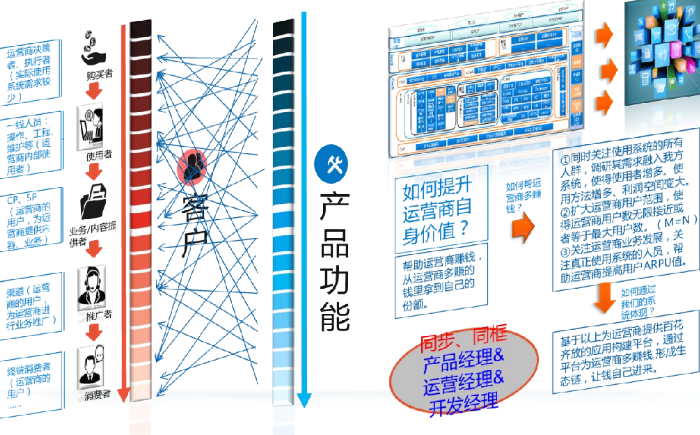 运营商决策
者、执行者
（实际使用
系统需求较
少）
购买者
一线人员：
操作、工程、
维护等（运
营商内部使
用者）
使用者
CP、SP
（运营商的
用户，为运
营商提供内
容、业务）
业务/内容提
供者
渠道（运营
商的用户，
为运营商进
行业务推广）
推广者
终端消费者
（运营商的
用户）
……
消费者
客户
产品功能
如何提升
运营商自
身价值？
帮助运营商赚钱，
从运营商多赚的
钱里拿到自己的
份额。
如何帮运
营商多赚
钱？
①同时关注使用系统的所有
人群，调研其需求融入我方
系统，使得使用者增多、使
用方法增多、利润空间变大。
②扩大运营商用户范围，使
得运营商用户数无限接近或
者等于最大用户数。（M=N）
③关注运营商业务发展，关
注真正使用系统的人员，帮
助运营商提高用户ARPU值。
如何通过
我们的系
统体现？
基于以上为运营商提供百花
齐放的应用构建平台，通过
平台为运营商多赚钱,形成生
态链，让钱自己进来。
同步、同框
产品经理&
运营经理&
开发经理